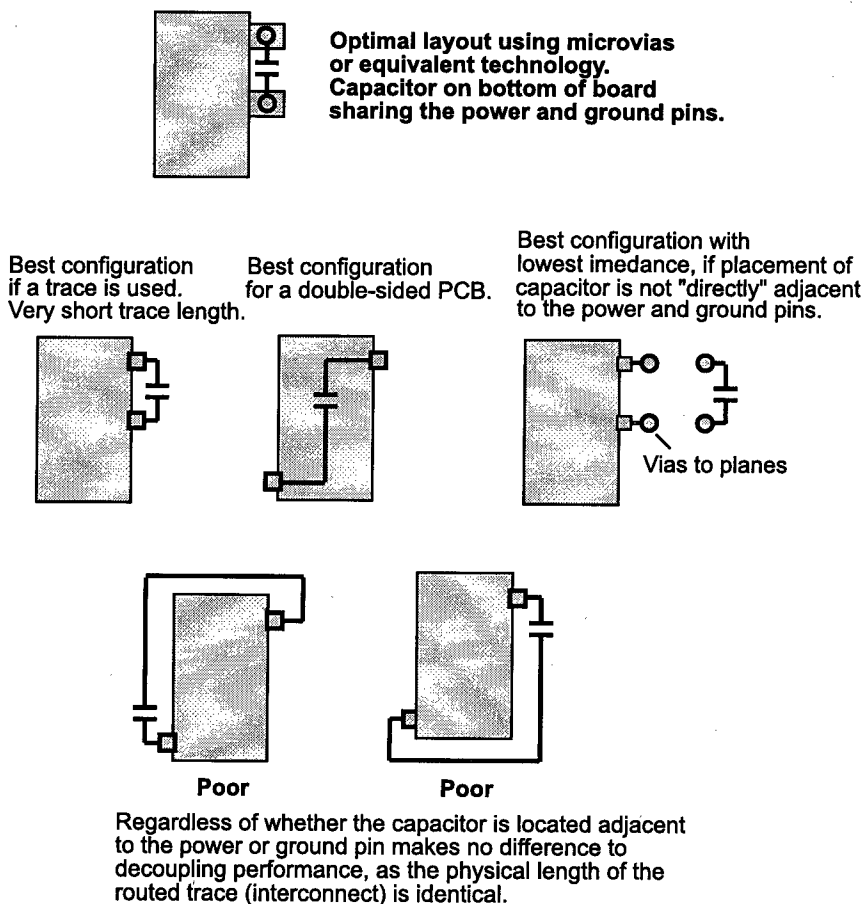 Optimal layout using microvias
or equivalent technology.
Capacitor on bottom of board
sharing the power and ground pins.
Best configuration
if a trace is used.
Very short trace length.
Best configuration
for a double-sided PCB.
Best configuration with
lowest imedance, if placement of
capacitor is not "directly" adjacent
to the power and ground pins.
Vias to planes
Poor
Poor
Regardless of whether the capacitor is located adjacent
to the power or ground pin makes no difference to
decoupling performance, as the physical length of the
routed trace (interconnect) is identical.